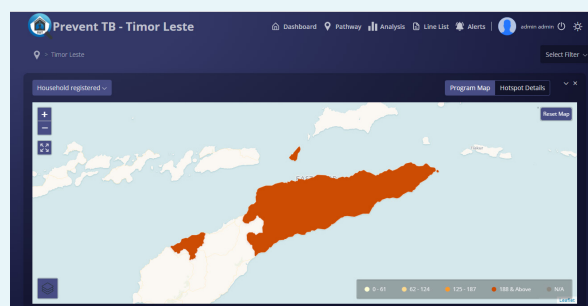 Prevent TB - Timor Leste
Dashboard Pathway Analysis Line List Alerts admin admin
> Timor Leste
Select Filter
Household registered
Program Map Hotspot Details
+
-
Reset Map
0 - 61 62 - 124 125 - 187 188 & Above N/A
Leaflet